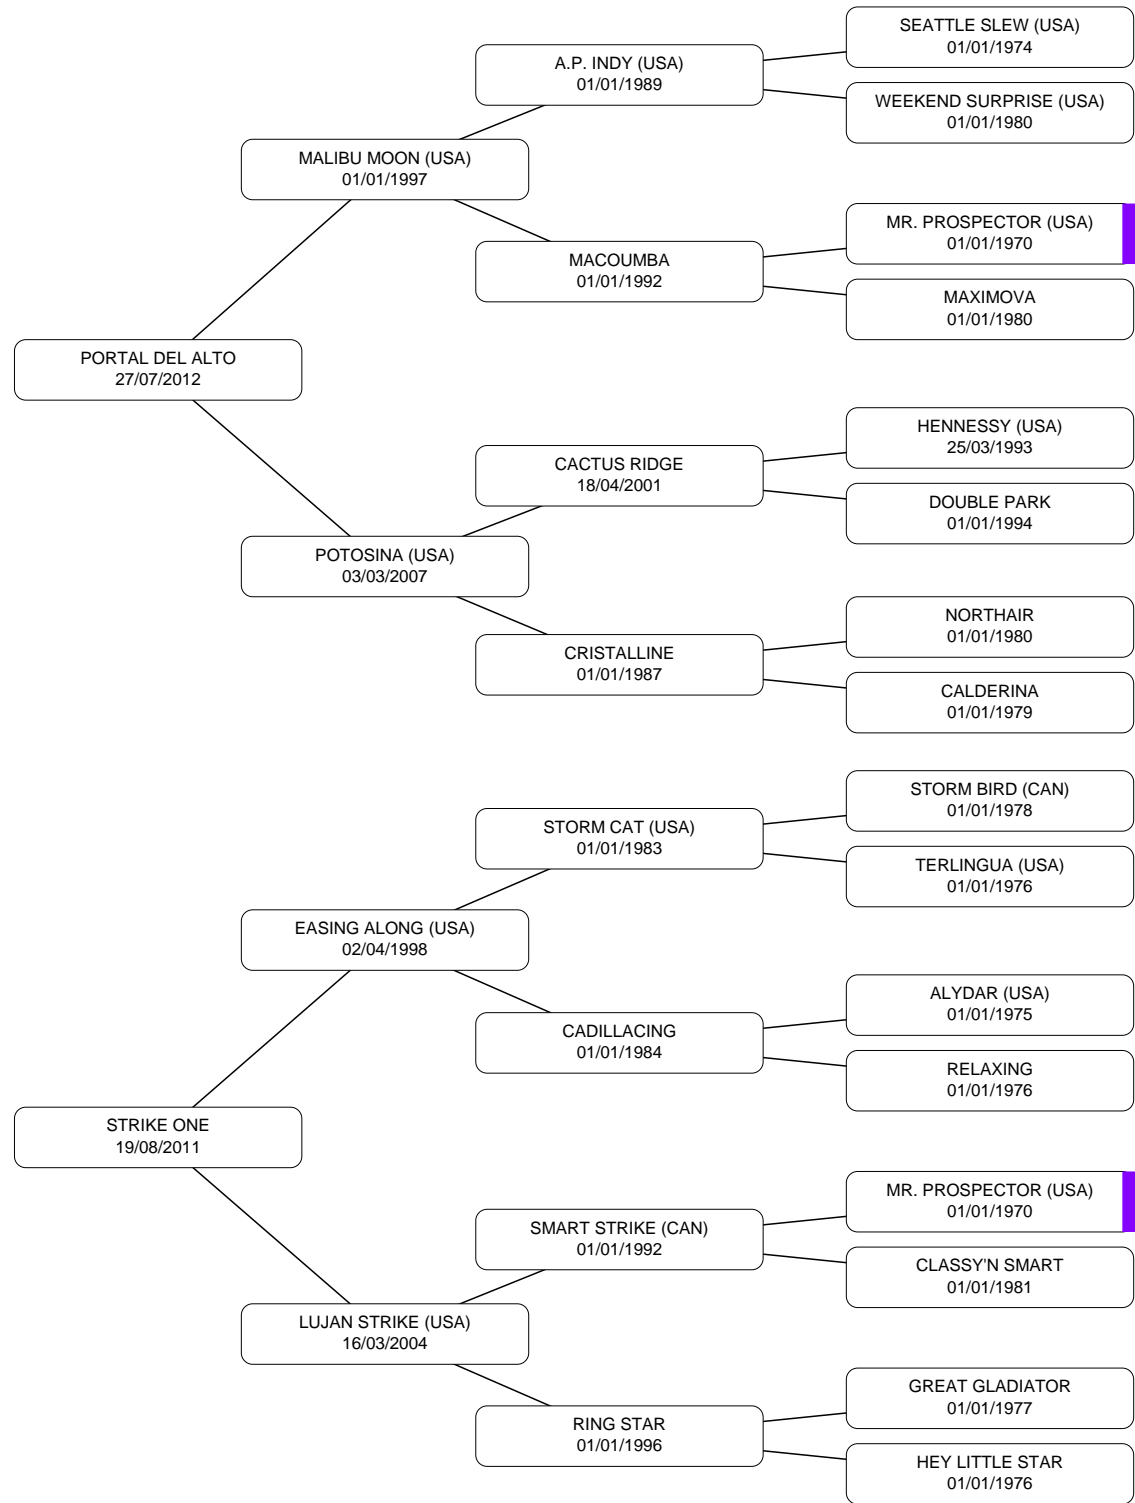 SEATTLE SLEW (USA)
01/01/1974
A.P. INDY (USA)
01/01/1989
WEEKEND SURPRISE (USA)
01/01/1980
MALIBU MOON (USA)
01/01/1997
MR. PROSPECTOR (USA)
01/01/1970
MACOUMBA
01/01/1992
MAXIMOVA
01/01/1980
PORTAL DEL ALTO
27/07/2012
HENNESSY (USA)
25/03/1993
CACTUS RIDGE
18/04/2001
DOUBLE PARK
01/01/1994
POTOSINA (USA)
03/03/2007
NORTHAIR
01/01/1980
CRISTALLINE
01/01/1987
CALDERINA
01/01/1979
STORM BIRD (CAN)
01/01/1978
STORM CAT (USA)
01/01/1983
TERLINGUA (USA)
01/01/1976
EASING ALONG (USA)
02/04/1998
ALYDAR (USA)
01/01/1975
CADILLACING
01/01/1984
RELAXING
01/01/1976
STRIKE ONE
19/08/2011
MR. PROSPECTOR (USA)
01/01/1970
SMART STRIKE (CAN)
01/01/1992
CLASSY'N SMART
01/01/1981
LUJAN STRIKE (USA)
16/03/2004
GREAT GLADIATOR
01/01/1977
RING STAR
01/01/1996
HEY LITTLE STAR
01/01/1976